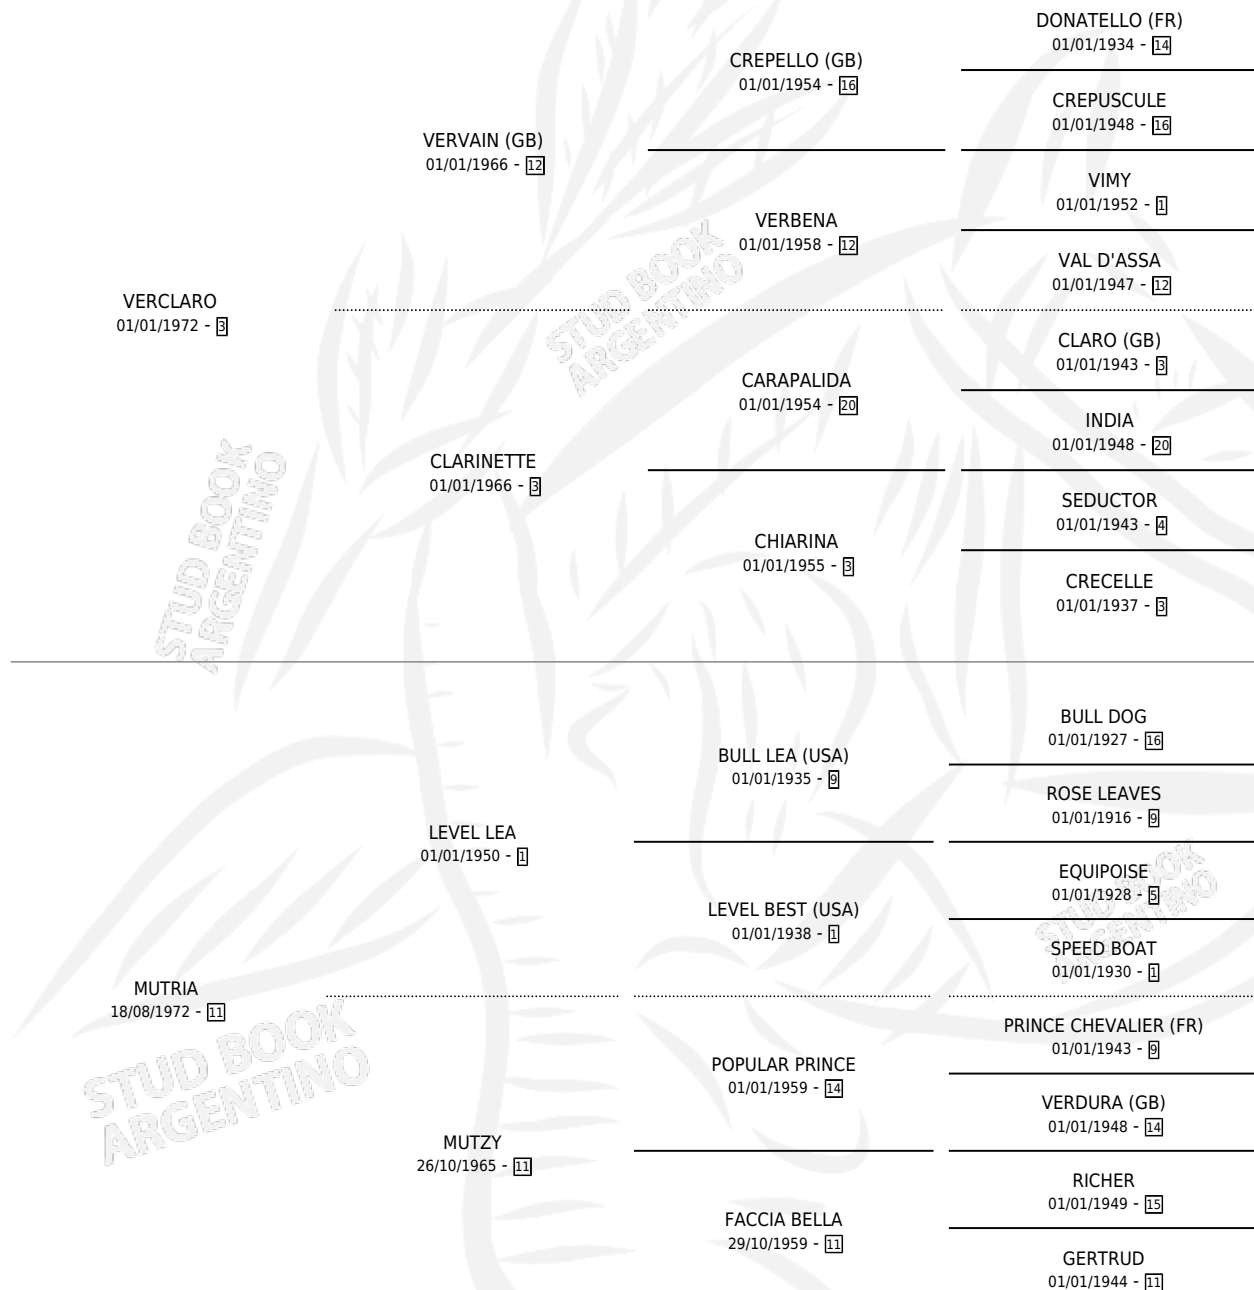 DONATELLO (FR)
01/01/1934 - 14
CREPELLO (GB)
01/01/1954 - 16
CREPUSCULE
01/01/1948 - 16
VERVAIN (GB)
01/01/1966 - 12
VIMY
01/01/1952 - 1
VERBENA
01/01/1958 - 12
VAL D'ASSA
01/01/1947 - 12
VERCLARO
01/01/1972 - 3
CLARO (GB)
01/01/1943 - 3
CARAPALIDA
01/01/1954 - 20
INDIA
01/01/1948 - 20
CLARINETTE
01/01/1966 - 3
SEDUCTOR
01/01/1943 - 4
CHIARINA
01/01/1955 - 3
CRECELLE
01/01/1937 - 3
BULL DOG
01/01/1927 - 16
BULL LEA (USA)
01/01/1935 - 9
ROSE LEAVES
01/01/1916 - 9
LEVEL LEA
01/01/1950 - 1
EQUIPOISE
01/01/1928 - 5
LEVEL BEST (USA)
01/01/1938 - 1
SPEED BOAT
01/01/1930 - 1
MUTRIA
18/08/1972 - 11
PRINCE CHEVALIER (FR)
01/01/1943 - 9
POPULAR PRINCE
01/01/1959 - 14
VERDURA (GB)
01/01/1948 - 14
MUTZY
26/10/1965 - 11
RICHER
01/01/1949 - 15
FACCIA BELLA
29/10/1959 - 11
GERTRUD
01/01/1944 - 11
STUD BOOK
ARGENTINO
STUD BOOK
ARGENTINO
STUD BOOK
ARGENTINO
STUD BOOK
ARGENTINO